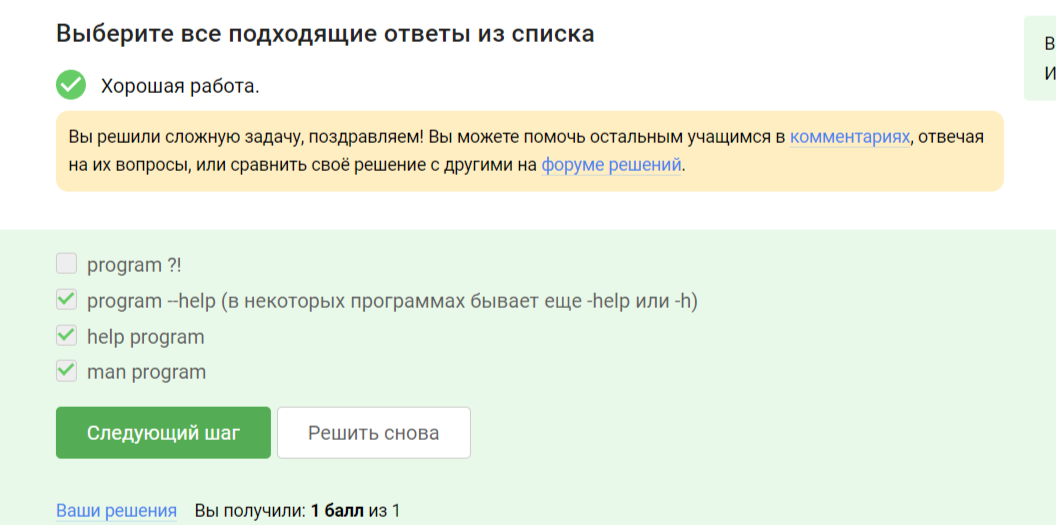 Выберите все подходящие ответы из списка
В
Хорошая работа.
И
Вы решили сложную задачу, поздравляем! Вы можете помочь остальным учащимся в комментариях, отвечая
на их вопросы, или сравнить своё решение с другими на форуме решений.
program ?!
program --help (в некоторых программах бывает еще -help или -h)
help program
man program
Следующий шаг Решить снова
Ваши решения Вы получили: 1 балл из 1